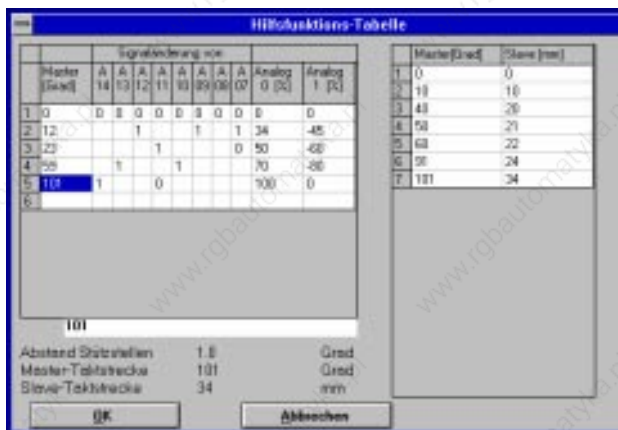 Hilfsfunktions-Tabelle
Signaländerung von
Master [Grad] A 14 A 13 A 12 A 11 A 10 A 09 A 08 A 07 Analog 0 [%] Analog 1 [%]
1 0 0 0 0 0 0 0 0 0 0 0
2 12 1 1 1 34 -45
3 23 1 0 50 -60
4 59 1 1 70 -80
5 101 1 0 100 0
6
Master[Grad] Slave [mm]
1 0 0
2 10 10
3 40 20
4 50 21
5 60 22
6 91 24
7 101 34
101
Abstand Stützstellen 1.0 Grad
Master-Taktstrecke 101 Grad
Slave-Taktstrecke 34 mm
OK Abbrechen
www.rgbautomatyka.pl